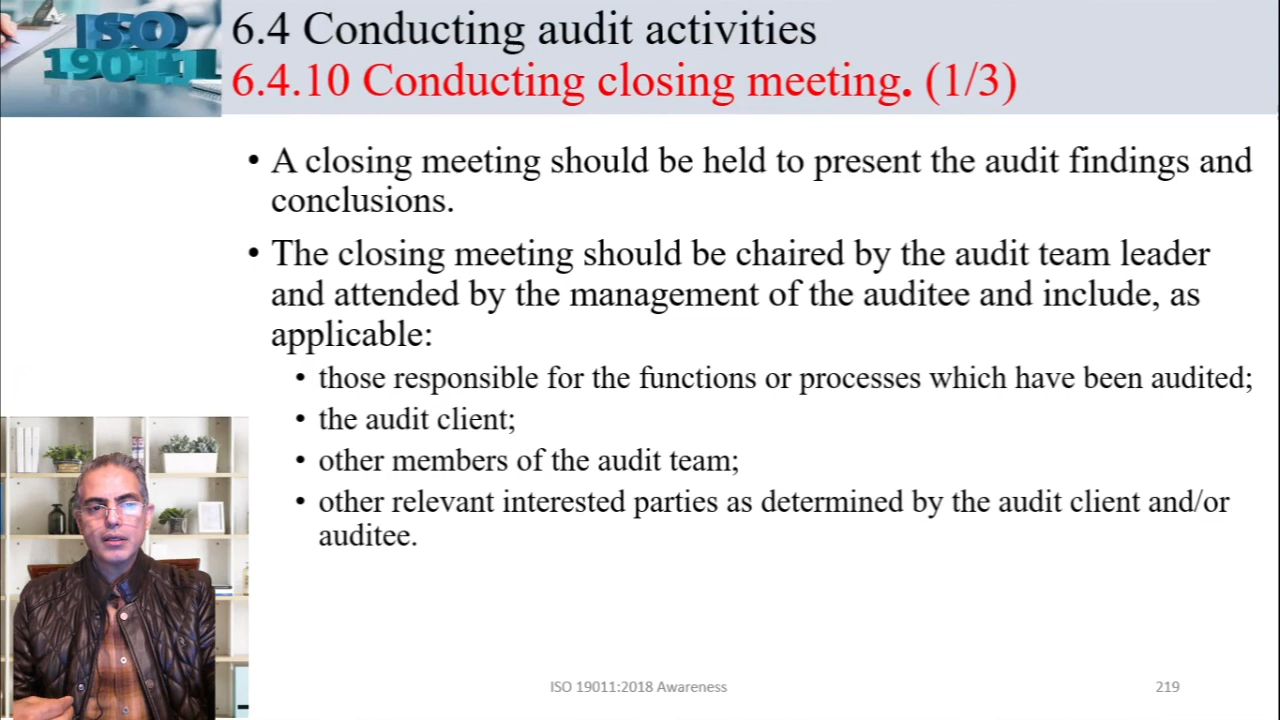 ISO
19011
6.4 Conducting audit activities
6.4.10 Conducting closing meeting. (1/3)
• A closing meeting should be held to present the audit findings and
conclusions.
• The closing meeting should be chaired by the audit team leader
and attended by the management of the auditee and include, as
applicable:
• those responsible for the functions or processes which have been audited;
• the audit client;
• other members of the audit team;
• other relevant interested parties as determined by the audit client and/or
auditee.
ISO 19011:2018 Awareness
219